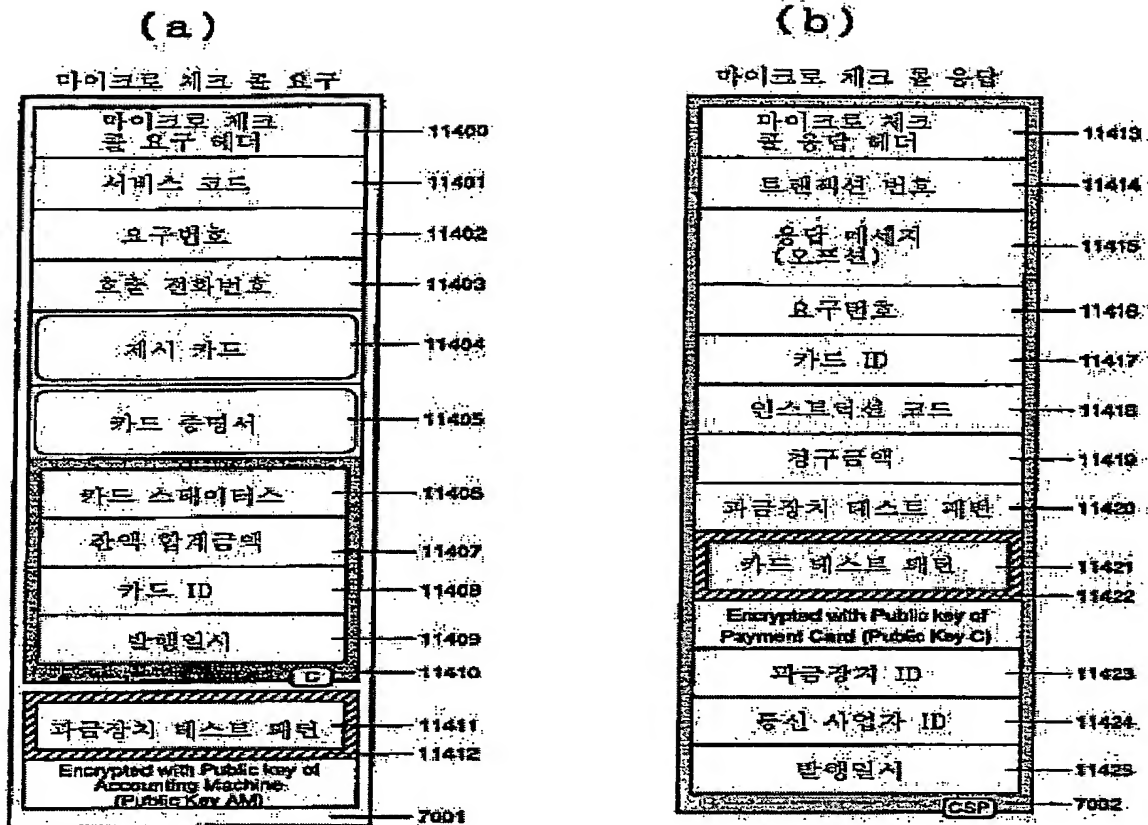 (a)
마이크로 체크 콜 요구
마이크로 체크
콜 요구 헤더
11400
서비스 코드
11401
요구번호
11402
호출 전화번호
11403
제시 카드
11404
카드 증명서
11405
카드 스테이터스
11406
잔액 합계금액
11407
카드 ID
11408
발행일시
11409
C
11410
과금장치 테스트 패턴
11411
11412
Encrypted with Public key of
Accounting Machine
(Public Key AM)
7001
(b)
마이크로 체크 콜 응답
마이크로 체크
콜 응답 헤더
11413
트랜잭션 번호
11414
응답 메세지
(오프션)
11415
요구번호
11416
카드 ID
11417
인스트럭션 코드
11418
청구금액
11419
과금장치 테스트 패턴
11420
카드 테스트 패턴
11421
11422
Encrypted with Public key of
Payment Card (Public Key C)
과금장치 ID
11423
통신 사업자 ID
11424
발행일시
11425
CSP
7002